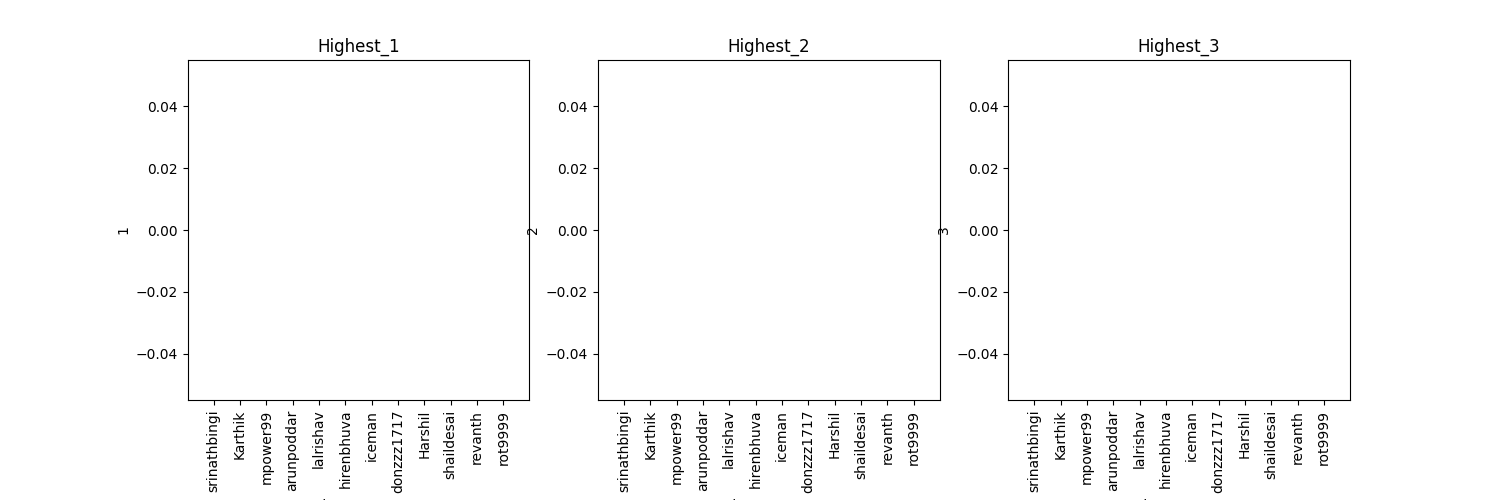 Highest_1
0.04
0.02
0.00
−0.02
−0.04
1
srinathbingi
Karthik
mpower99
arunpoddar
lalrishav
hirenbhuva
iceman
donzzz1717
Harshil
shaildesai
revanth
rot9999
Highest_2
0.04
0.02
0.00
−0.02
−0.04
2
srinathbingi
Karthik
mpower99
arunpoddar
lalrishav
hirenbhuva
iceman
donzzz1717
Harshil
shaildesai
revanth
rot9999
Highest_3
0.04
0.02
0.00
−0.02
−0.04
3
srinathbingi
Karthik
mpower99
arunpoddar
lalrishav
hirenbhuva
iceman
donzzz1717
Harshil
shaildesai
revanth
rot9999